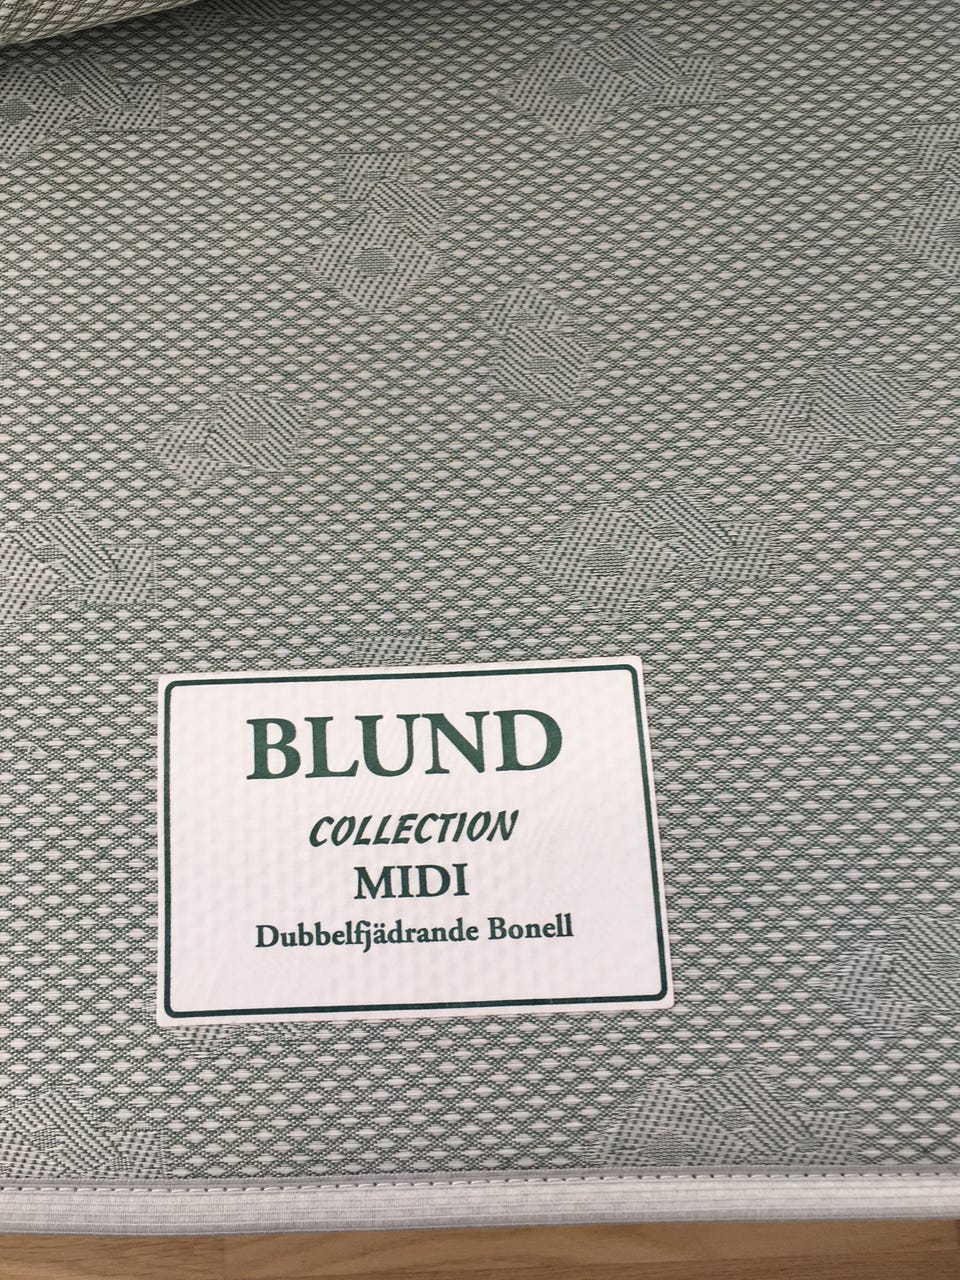 BLUND
COLLECTION
MIDI
Dubbelfjädrande Bonell